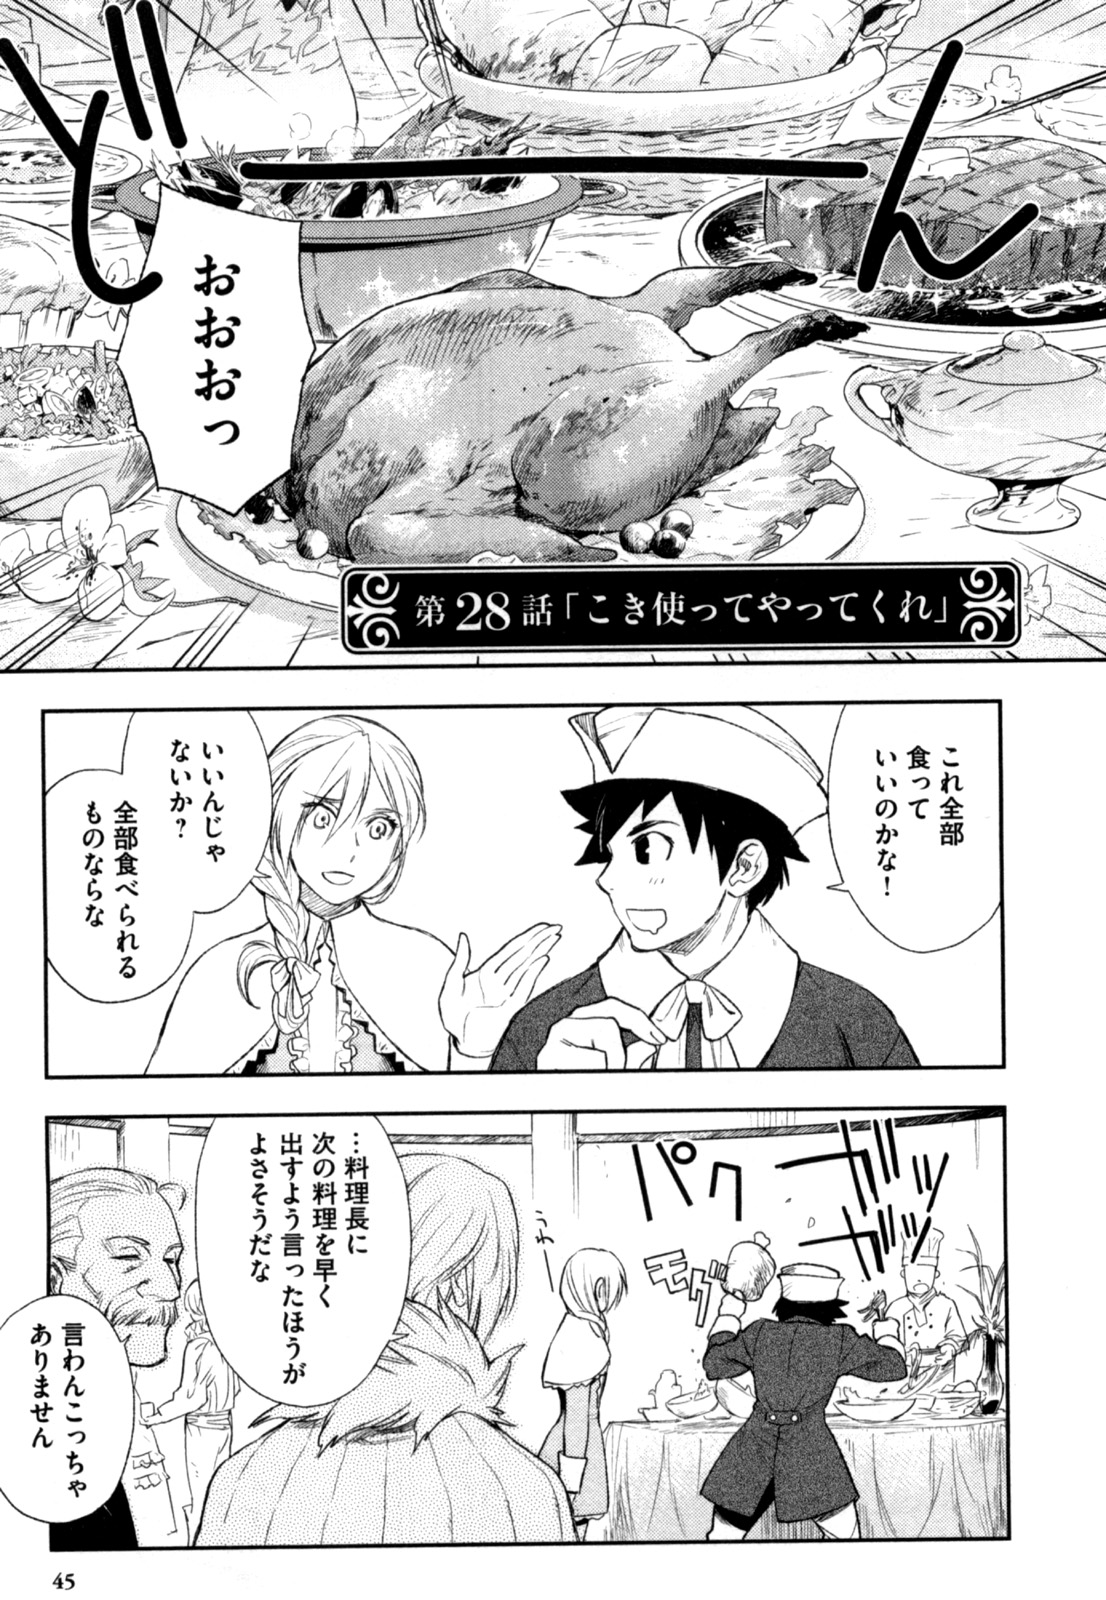 どーん
おおおっ
第28話「こき使ってやってくれ」
これ全部
食って
いいのかな!
いいんじゃ
ないか?
全部食べられる
ものならな
ガッ
ガッ
パク
モグ
チラッ
…料理長に
次の料理を早く
出すよう言ったほうが
よさそうだな
言わんこっちゃ
ありません
45